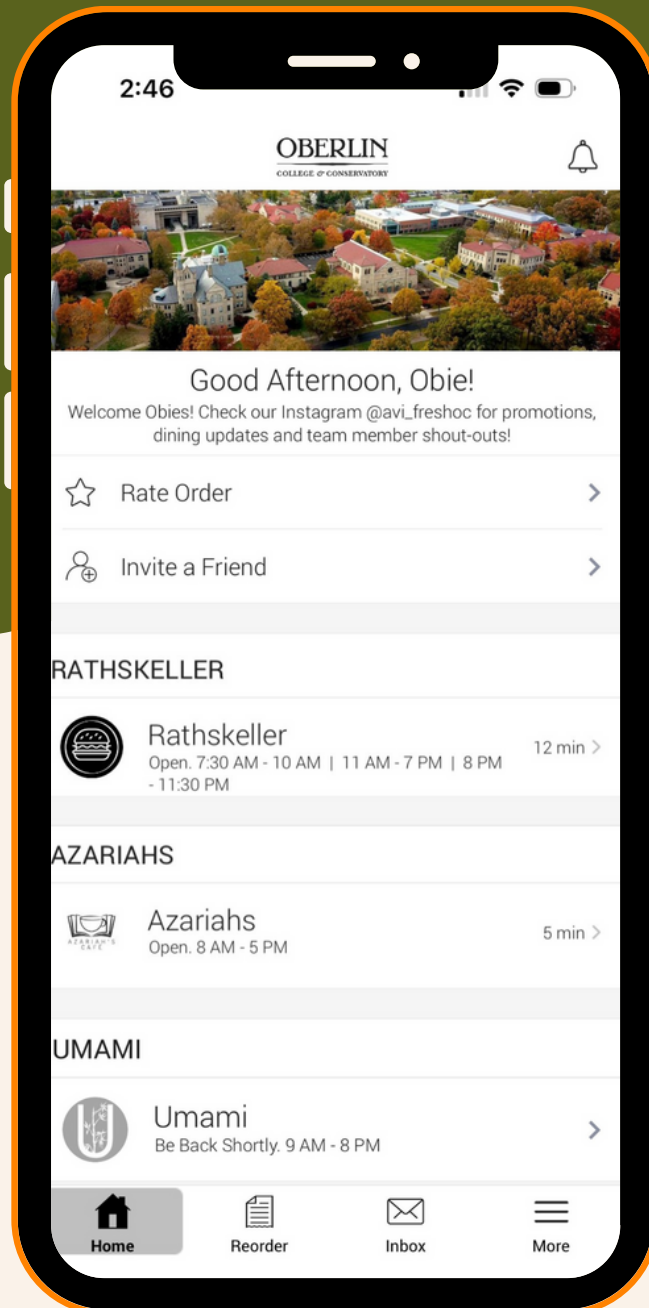 2:46
OBERLIN
COLLEGE & CONSERVATORY
Good Afternoon, Obie!
Welcome Obies! Check our Instagram @avi_freshoc for promotions,
dining updates and team member shout-outs!
Rate Order
Invite a Friend
RATHSKELLER
Rathskeller
Open. 7:30 AM - 10 AM | 11 AM - 7 PM | 8 PM
- 11:30 PM
12 min
AZARIAHS
AZARIAH'S
CAFÉ
Azariahs
Open. 8 AM - 5 PM
5 min
UMAMI
U
Umami
Be Back Shortly. 9 AM - 8 PM
Home
Reorder
Inbox
More